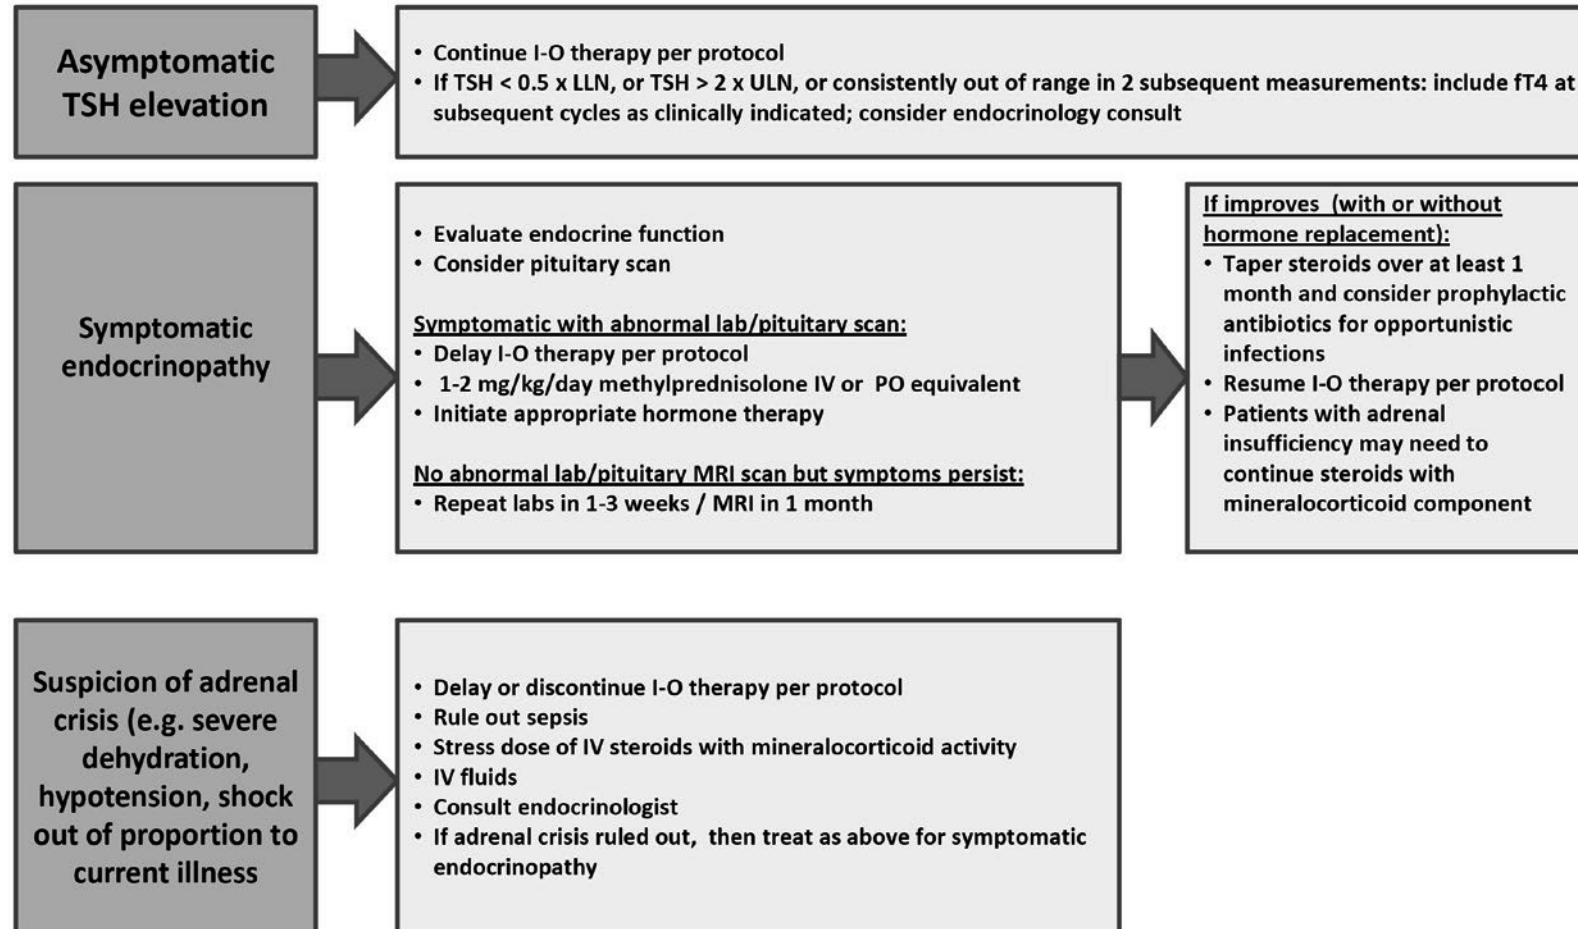 Asymptomatic
TSH elevation
• Continue I-O therapy per protocol
• If TSH < 0.5 x LLN, or TSH > 2 x ULN, or consistently out of range in 2 subsequent measurements: include fT4 at
subsequent cycles as clinically indicated; consider endocrinology consult
Symptomatic
endocrinopathy
• Evaluate endocrine function
• Consider pituitary scan
Symptomatic with abnormal lab/pituitary scan:
• Delay I-O therapy per protocol
• 1-2 mg/kg/day methylprednisolone IV or PO equivalent
• Initiate appropriate hormone therapy
No abnormal lab/pituitary MRI scan but symptoms persist:
• Repeat labs in 1-3 weeks / MRI in 1 month
If improves (with or without
hormone replacement):
• Taper steroids over at least 1
month and consider prophylactic
antibiotics for opportunistic
infections
• Resume I-O therapy per protocol
• Patients with adrenal
insufficiency may need to
continue steroids with
mineralocorticoid component
Suspicion of adrenal
crisis (e.g. severe
dehydration,
hypotension, shock
out of proportion to
current illness
• Delay or discontinue I-O therapy per protocol
• Rule out sepsis
• Stress dose of IV steroids with mineralocorticoid activity
• IV fluids
• Consult endocrinologist
• If adrenal crisis ruled out, then treat as above for symptomatic
endocrinopathy